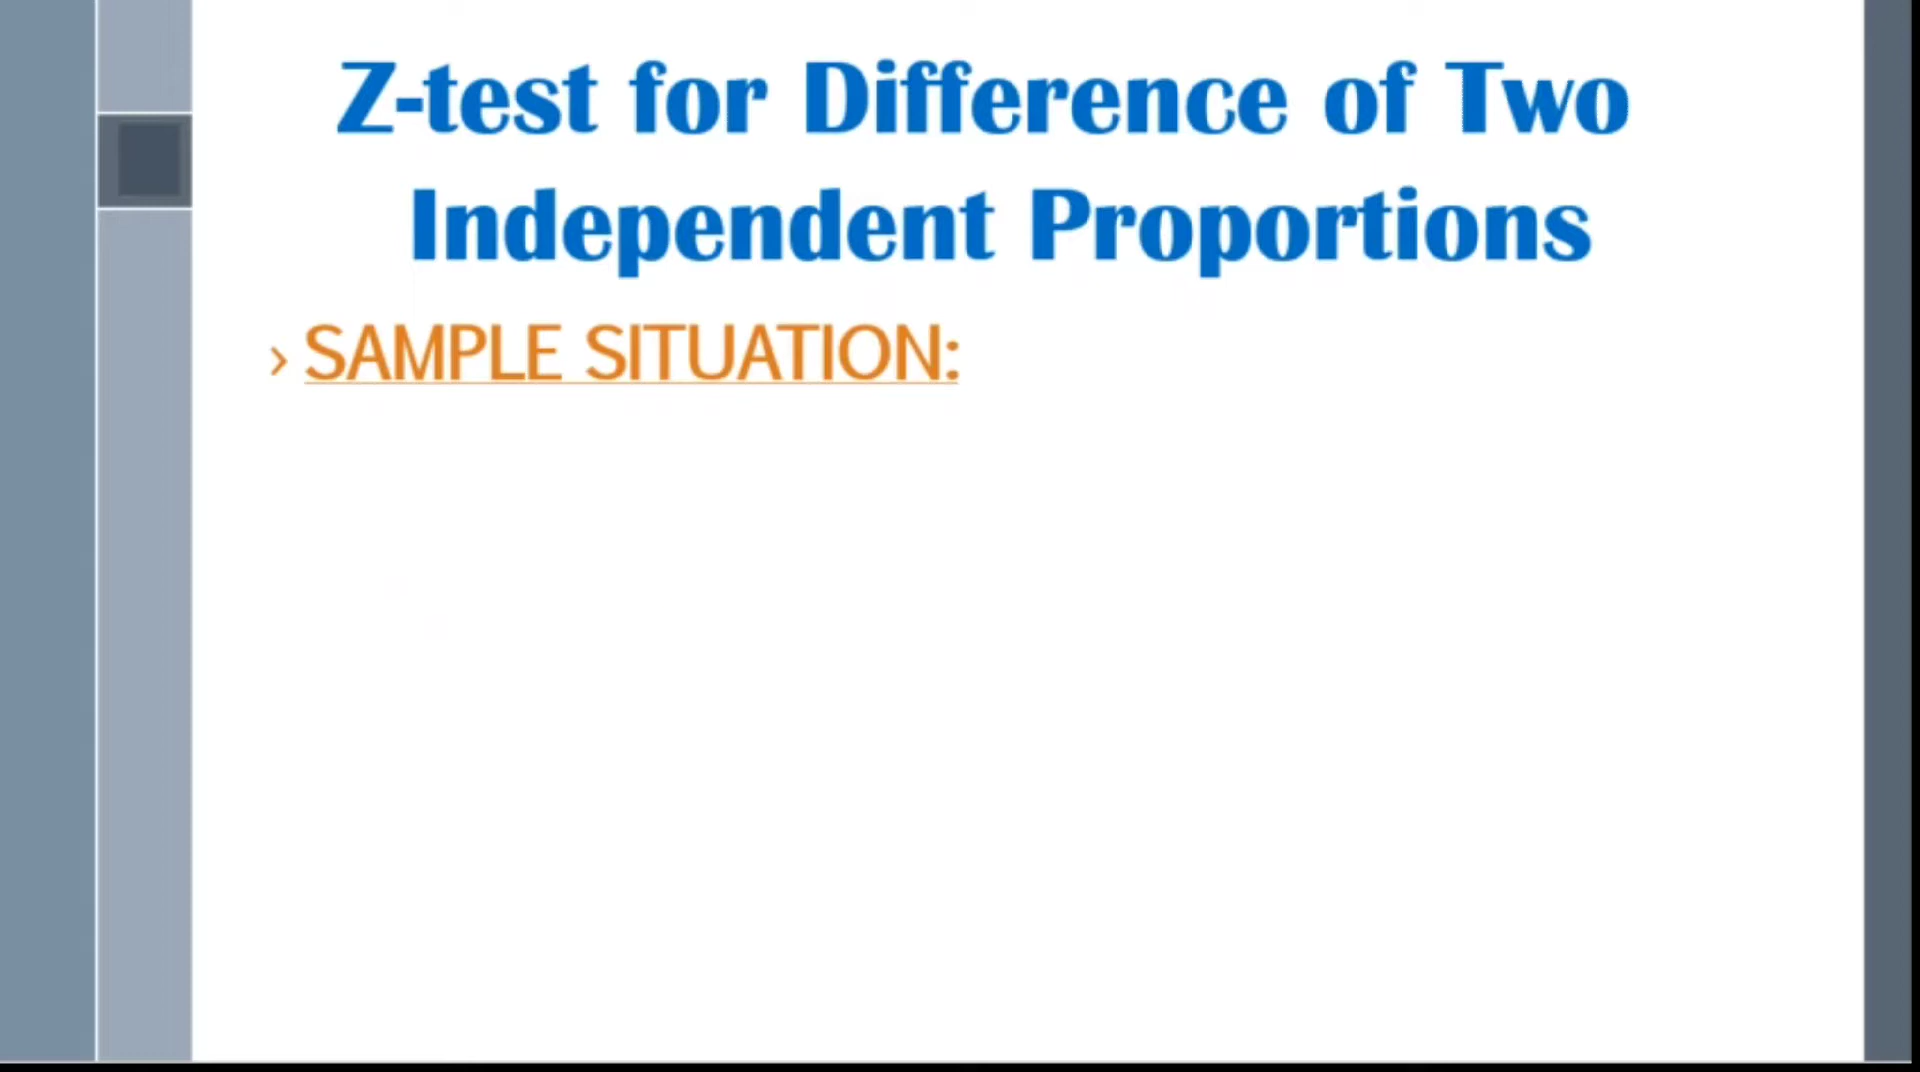 Z-test for Difference of Two
Independent Proportions
› SAMPLE SITUATION: